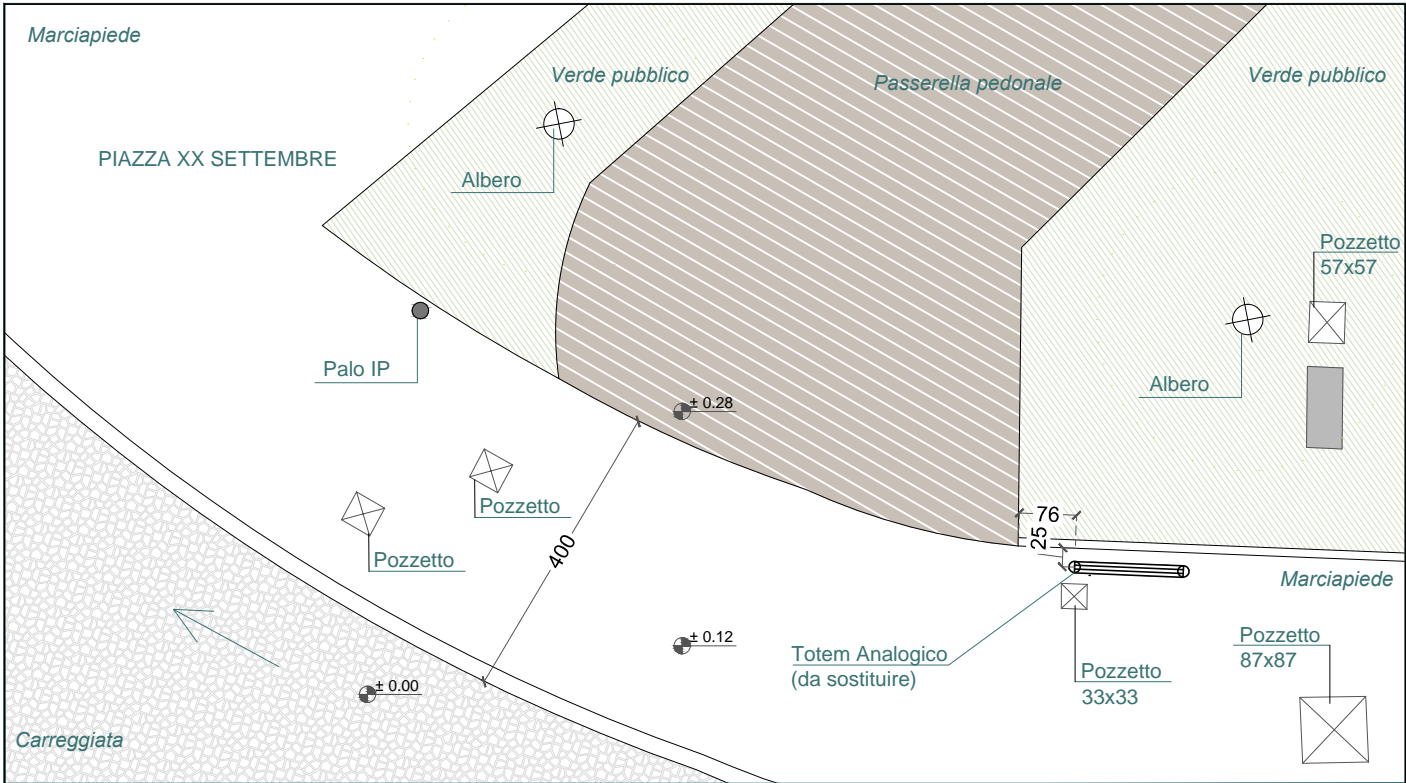 Marciapiede
Verde pubblico
Passerella pedonale
Verde pubblico
PIAZZA XX SETTEMBRE
Albero
Pozzetto
57x57
Palo IP
Albero
± 0.28
Pozzetto
76
25
Pozzetto
400
Marciapiede
± 0.12
Totem Analogico
(da sostituire)
Pozzetto
87x87
Pozzetto
33x33
± 0.00
Carreggiata